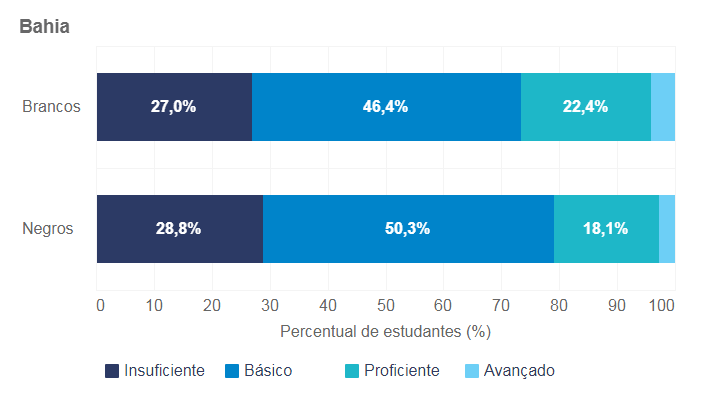 Bahia
Brancos 27,0% 46,4% 22,4%
Negros 28,8% 50,3% 18,1%
0 10 20 30 40 50 60 70 80 90 100
Percentual de estudantes (%)
Insuficiente Básico Proficiente Avançado